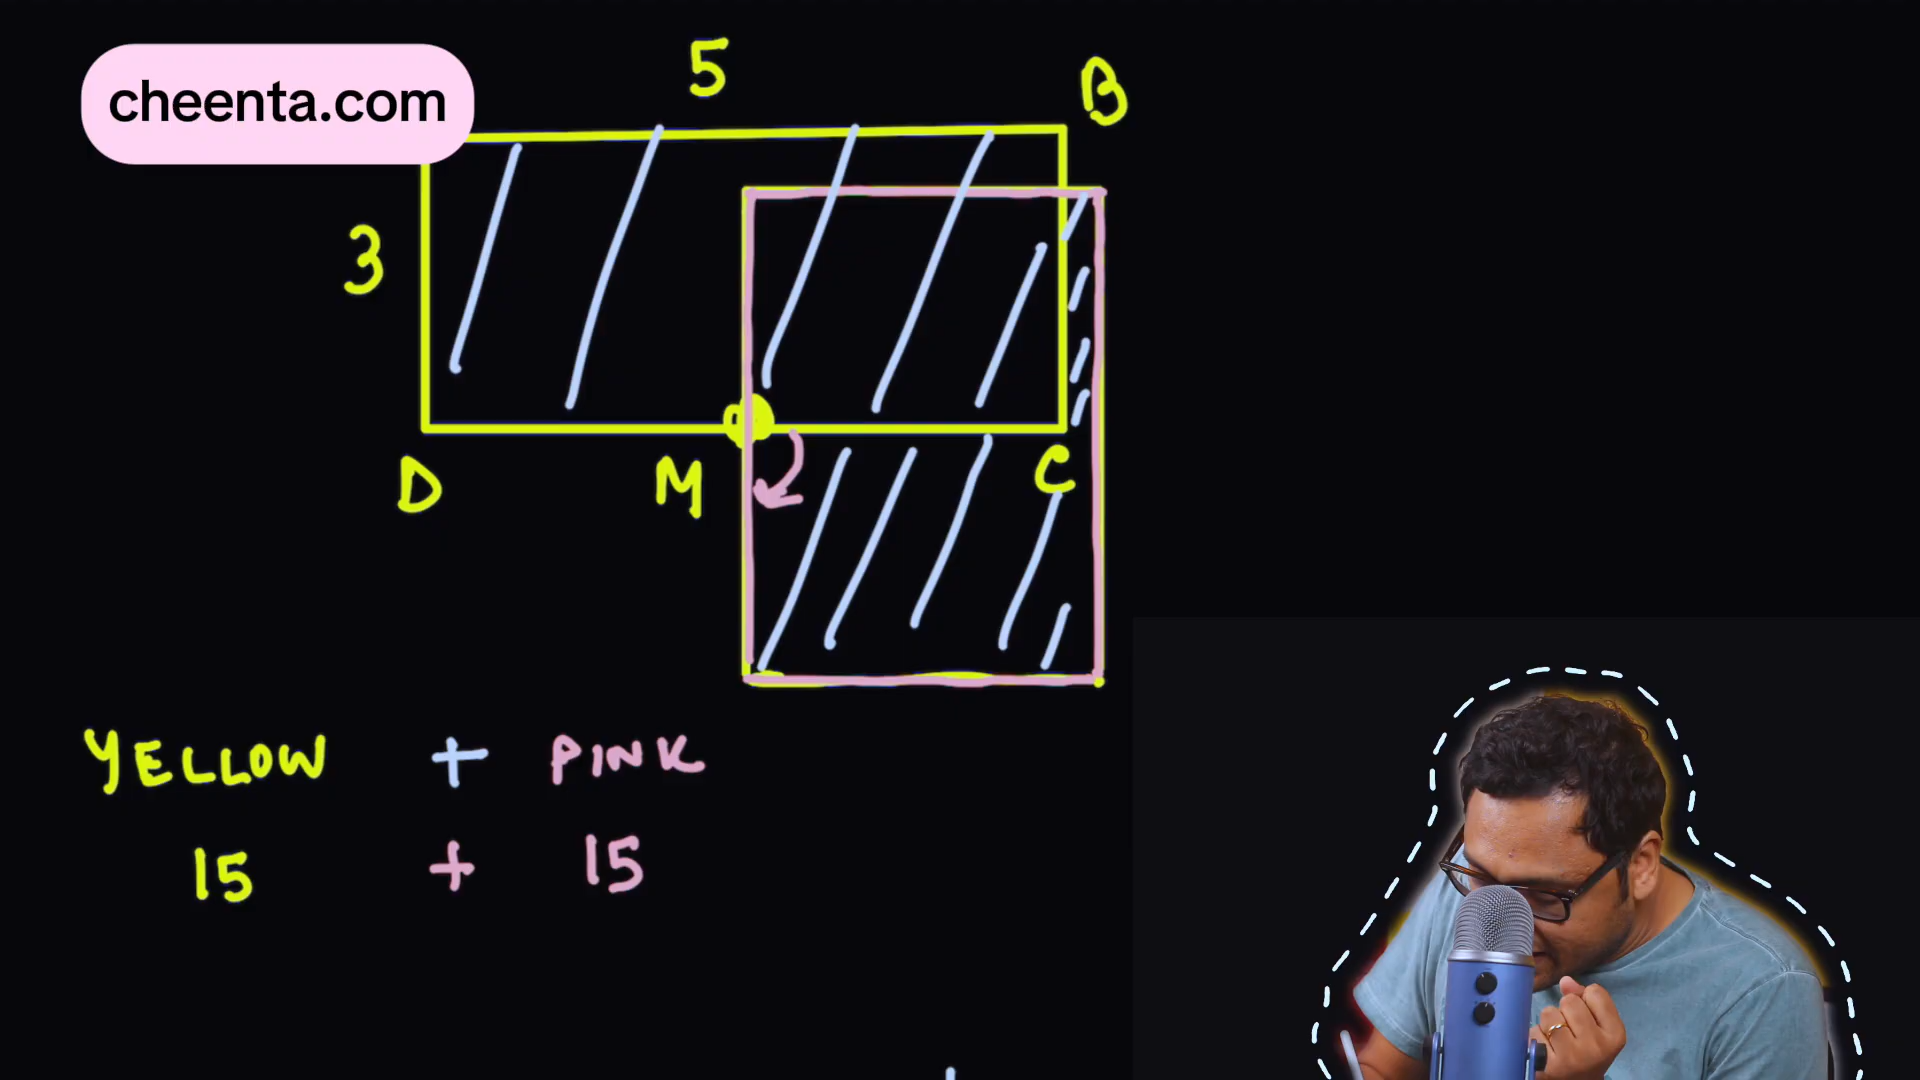 cheenta.com
5
B
3
D M C
YELLOW + PINK
15 + 15